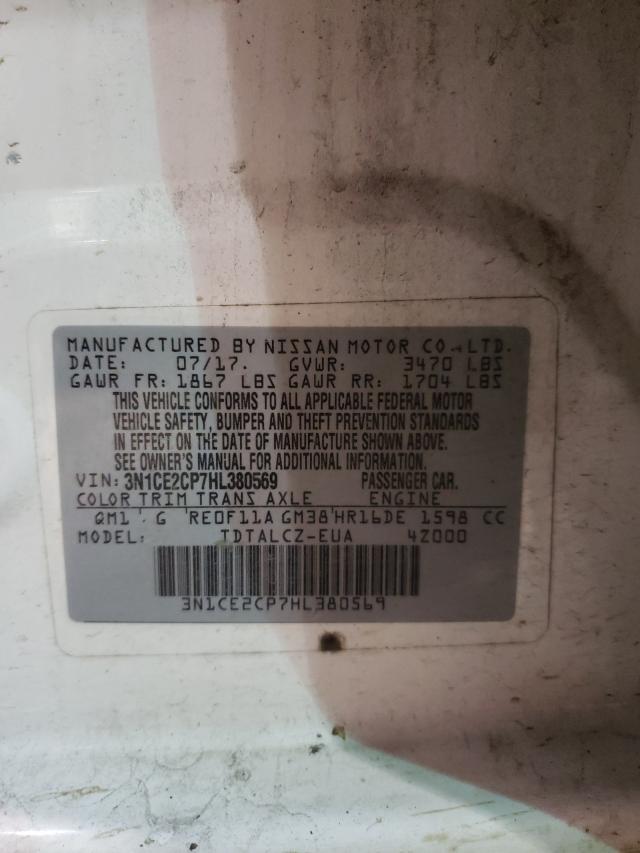 MANUFACTURED BY NISSAN MOTOR CO.,LTD.
DATE: 07/17. GVWR: 3470 LBS
GAWR FR: 1867 LBS GAWR RR: 1704 LBS
THIS VEHICLE CONFORMS TO ALL APPLICABLE FEDERAL MOTOR
VEHICLE SAFETY, BUMPER AND THEFT PREVENTION STANDARDS
IN EFFECT ON THE DATE OF MANUFACTURE SHOWN ABOVE.
SEE OWNER'S MANUAL FOR ADDITIONAL INFORMATION.
VIN: 3N1CE2CP7HL380569 PASSENGER CAR.
COLOR TRIM TRANS AXLE ENGINE
QM1 G RE0F11A GM38 HR16DE 1598 CC
MODEL: TDTALCZ-EUA 4Z000
3N1CE2CP7HL380569